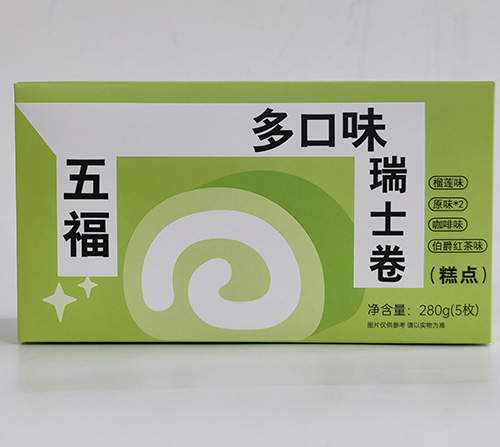 五福
多口味
瑞士卷
榴莲味
原味*2
咖啡味
伯爵红茶味
(糕点)
净含量: 280g(5枚)
图片仅供参考 请以实物为准